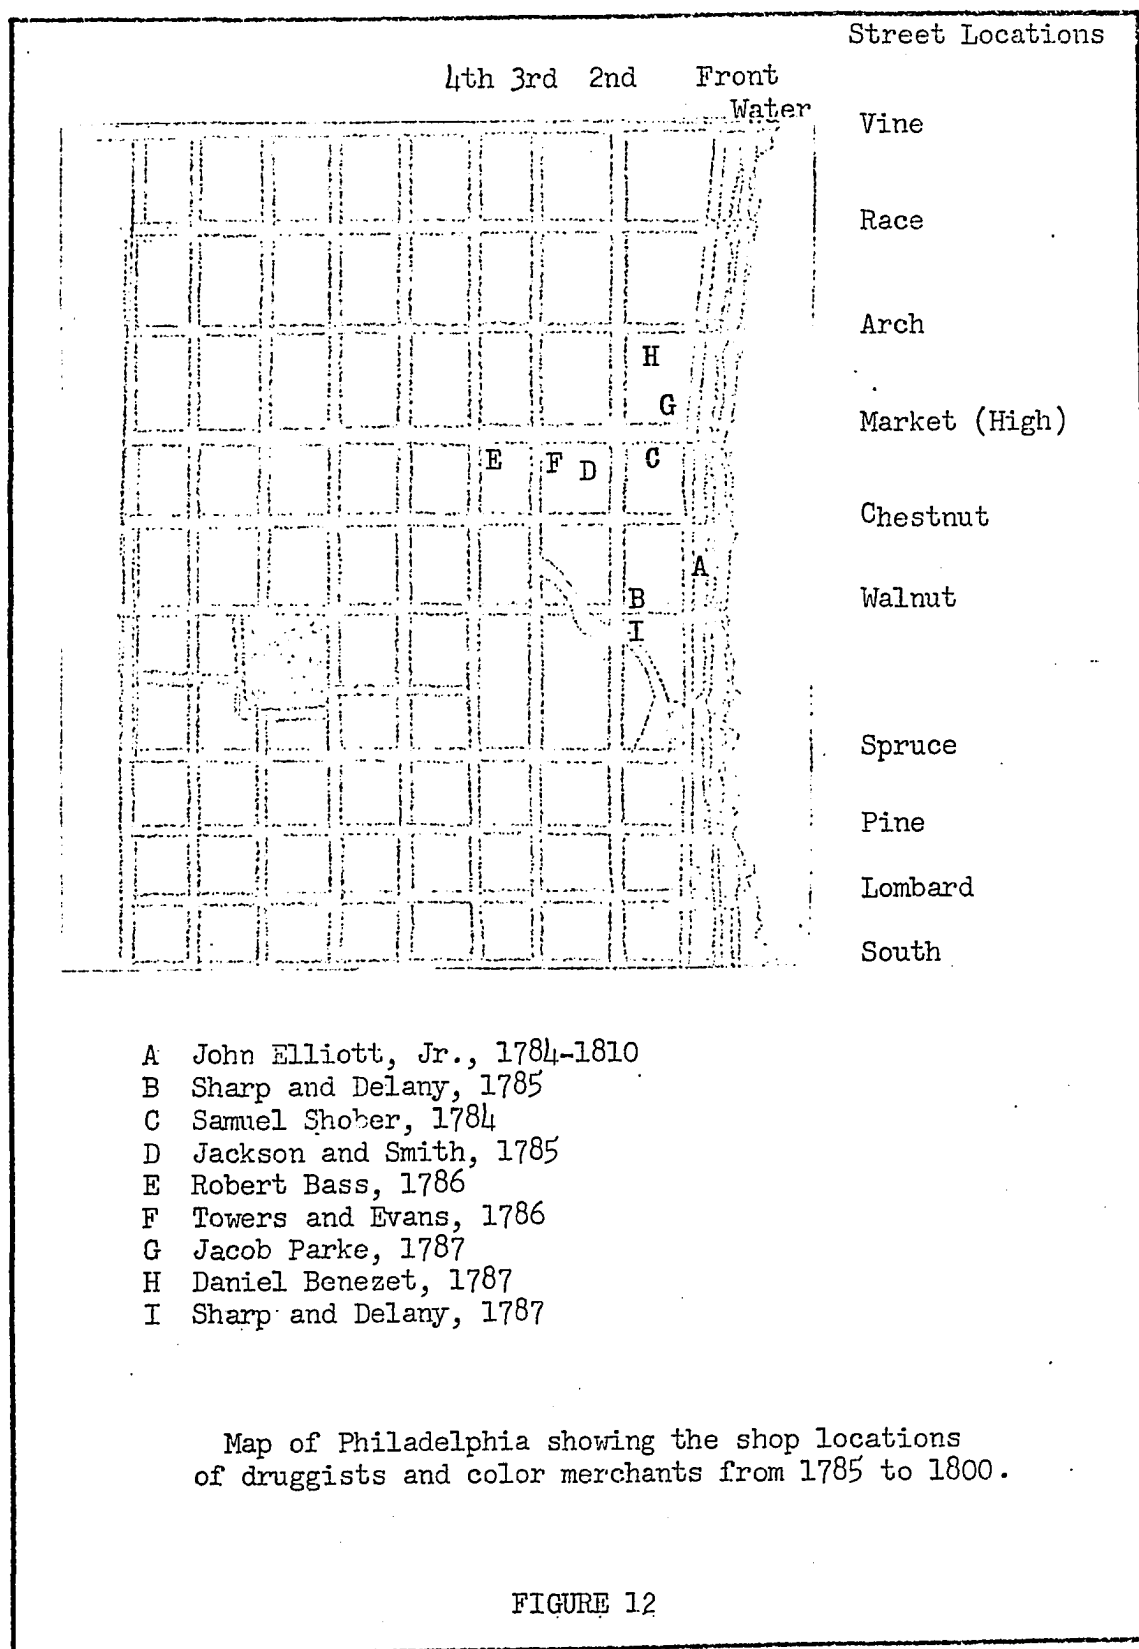 Street Locations
4th 3rd 2nd Front
Water
Vine
Race
Arch
H
G
Market (High)
E F D C
Chestnut
A
B
Walnut
I
Spruce
Pine
Lombard
South
A John Elliott, Jr., 1784-1810
B Sharp and Delany, 1785
C Samuel Shober, 1784
D Jackson and Smith, 1785
E Robert Bass, 1786
F Towers and Evans, 1786
G Jacob Parke, 1787
H Daniel Benezet, 1787
I Sharp and Delany, 1787
Map of Philadelphia showing the shop locations
of druggists and color merchants from 1785 to 1800.
FIGURE 12